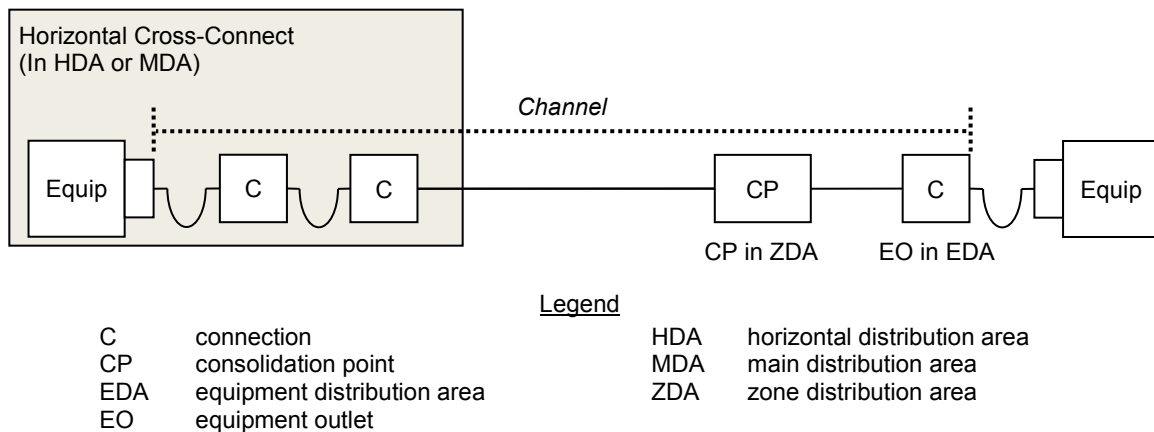 Horizontal Cross-Connect
(In HDA or MDA)
Channel
Equip
C
C
CP
C
Equip
CP in ZDA
EO in EDA
Legend
C connection
CP consolidation point
EDA equipment distribution area
EO equipment outlet
HDA horizontal distribution area
MDA main distribution area
ZDA zone distribution area